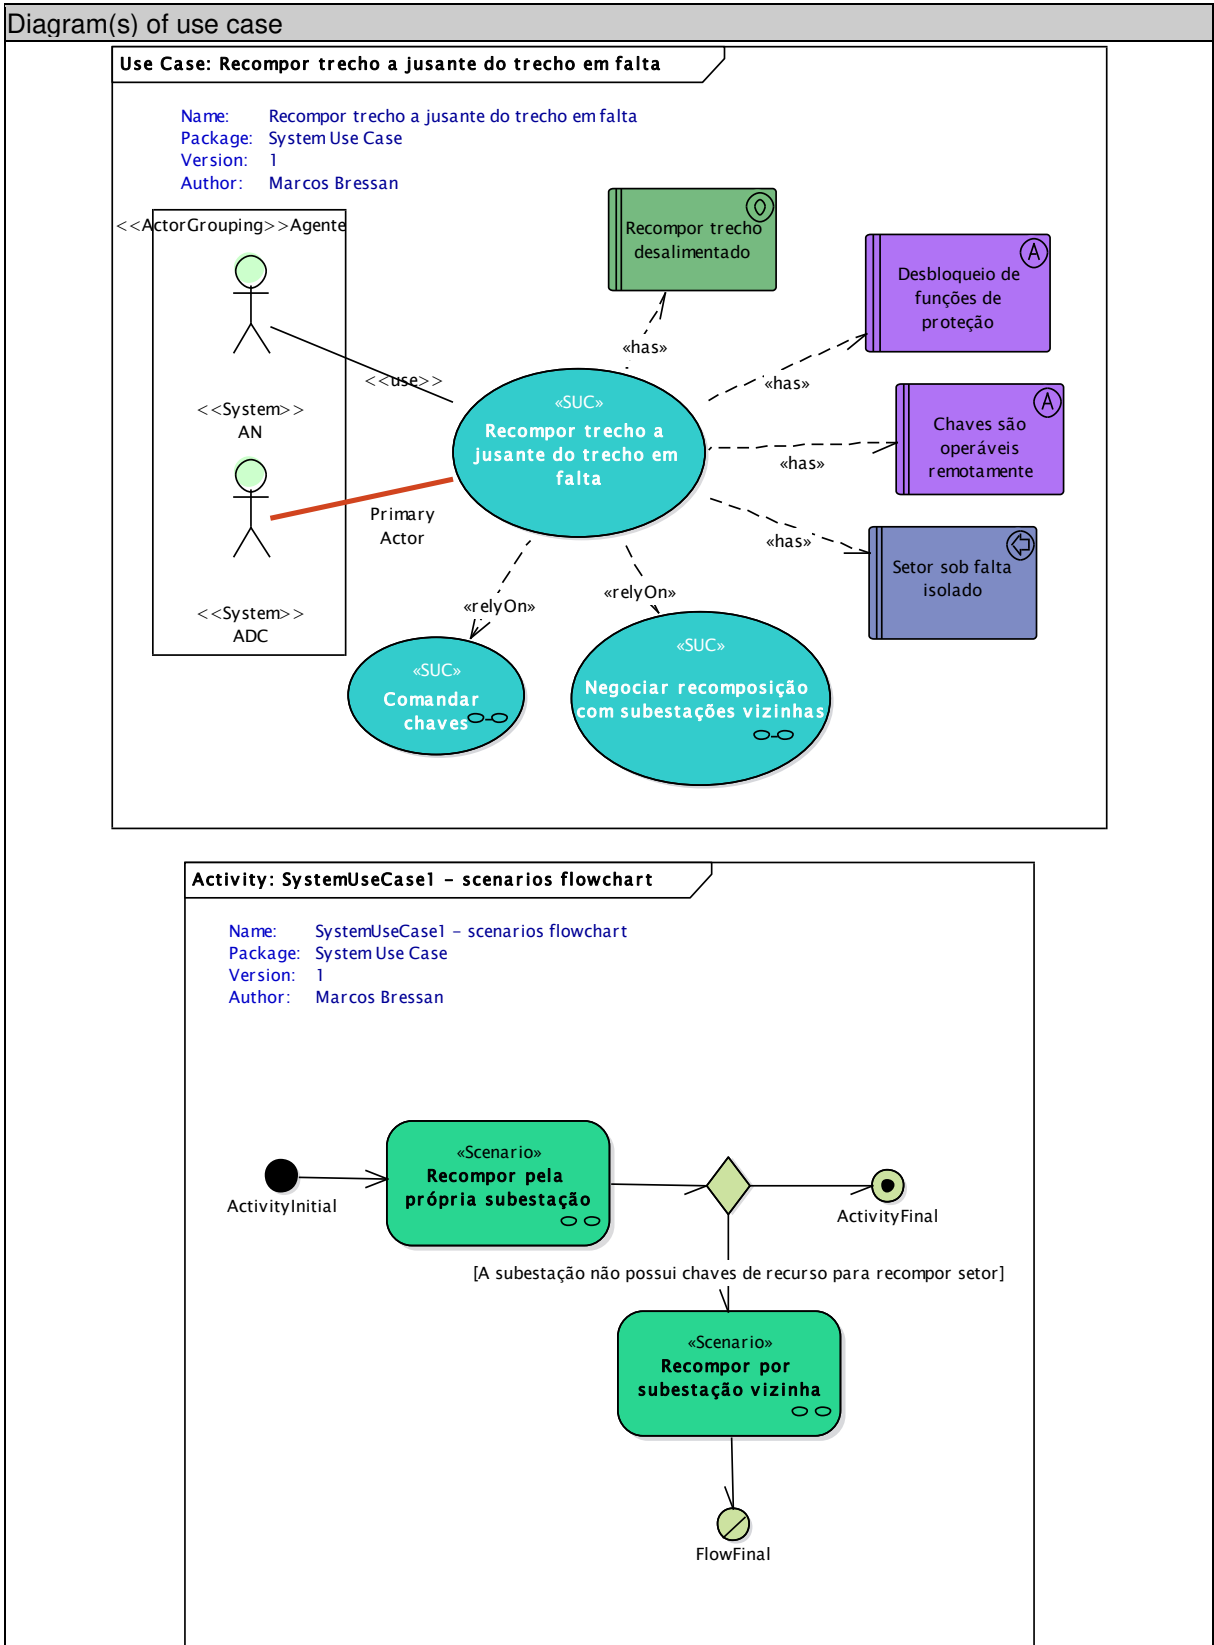 Diagram(s) of use case
Use Case: Recompor trecho a jusante do trecho em falta
Name: Recompor trecho a jusante do trecho em falta
Package: System Use Case
Version: 1
Author: Marcos Bressan
<<ActorGrouping>>Agente
<<System>>
AN
<<System>>
ADC
<<use>>
Primary
Actor
«SUC»
Recompor trecho a
jusante do trecho em
falta
«has»
Recompor trecho
desalimentado
«has»
Desbloqueio de
funções de
proteção
«has»
Chaves são
operáveis
remotamente
«has»
Setor sob falta
isolado
«relyOn»
«relyOn»
«SUC»
Comandar
chaves
«SUC»
Negociar recomposição
com subestações vizinhas
Activity: SystemUseCase1 - scenarios flowchart
Name: SystemUseCase1 - scenarios flowchart
Package: System Use Case
Version: 1
Author: Marcos Bressan
ActivityInitial
«Scenario»
Recompor pela
própria subestação
ActivityFinal
[A subestação não possui chaves de recurso para recompor setor]
«Scenario»
Recompor por
subestação vizinha
FlowFinal